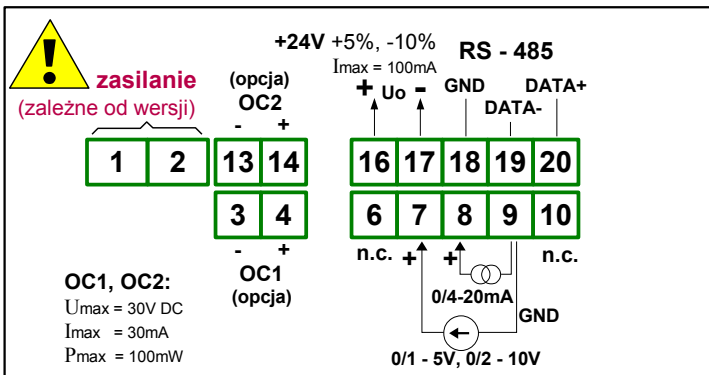 !
zasilanie
(zależne od wersji)
(opcja)
OC2
- +
+24V +5%, -10%
Imax = 100mA
+ Uo -
RS - 485
GND DATA+
DATA-
1 2 13 14 16 17 18 19 20
3 4 6 7 8 9 10
- +
OC1
(opcja)
n.c. + + n.c.
0/4-20mA
GND
0/1 - 5V, 0/2 - 10V
OC1, OC2:
Umax = 30V DC
Imax = 30mA
Pmax = 100mW